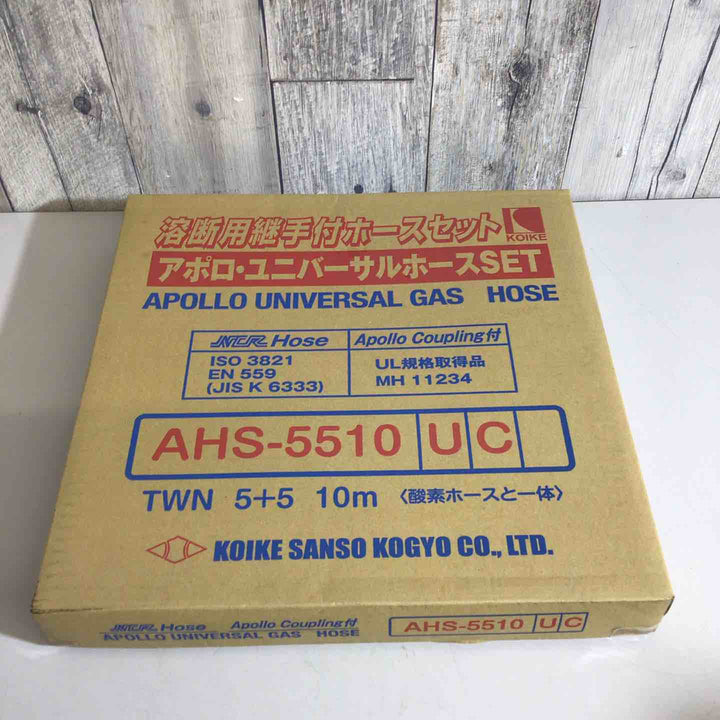 溶断用継手付ホースセット
KOIKE
アポロ・ユニバーサルホースSET
APOLLO UNIVERSAL GAS HOSE
NCR Hose Apollo Coupling付
ISO 3821
EN 559
(JIS K 6333)
UL規格取得品
MH 11234
AHS-5510 U C
TWN 5+5 10m 〈酸素ホースと一体〉
KOIKE SANSO KOGYO CO., LTD.
NCR Hose Apollo Coupling付
APOLLO UNIVERSAL GAS HOSE
AHS-5510 U C